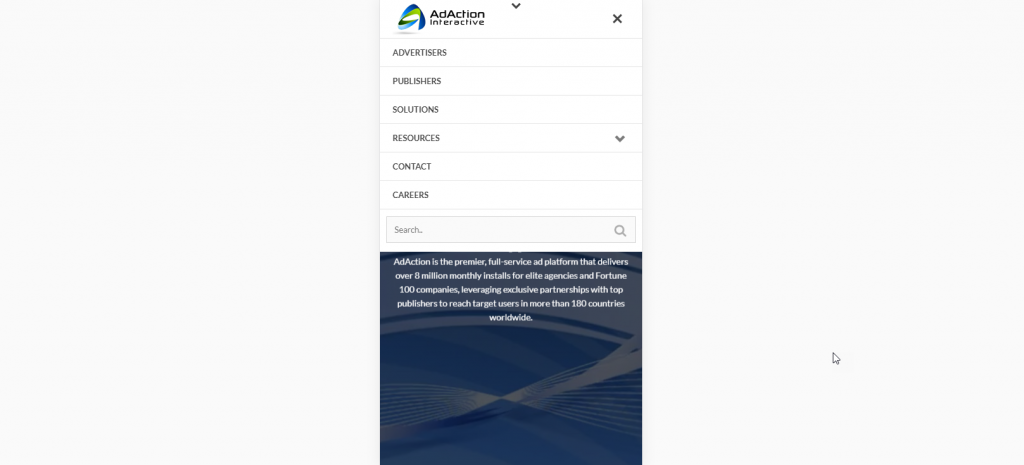 AdAction
Interactive
ADVERTISERS
PUBLISHERS
SOLUTIONS
RESOURCES
CONTACT
CAREERS
Search..
AdAction is the premier, full-service ad platform that delivers
over 8 million monthly installs for elite agencies and Fortune
100 companies, leveraging exclusive partnerships with top
publishers to reach target users in more than 180 countries
worldwide.